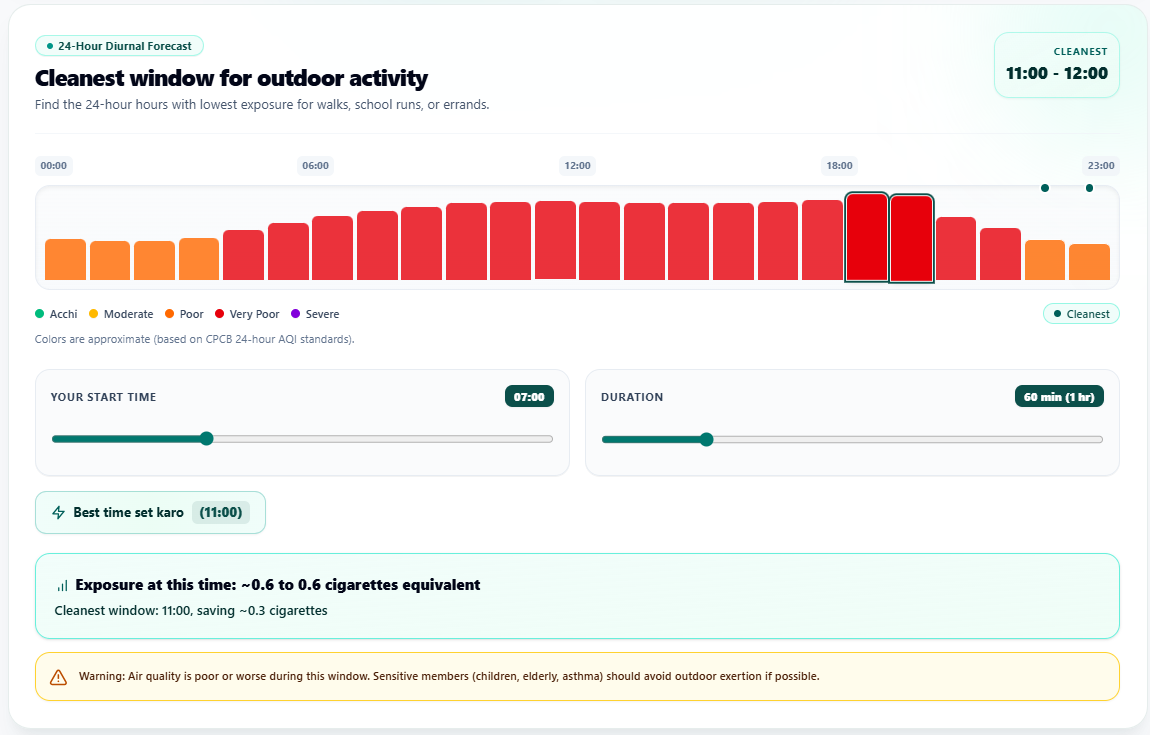 24-Hour Diurnal Forecast
Cleanest window for outdoor activity
Find the 24-hour hours with lowest exposure for walks, school runs, or errands.
CLEANEST
11:00 - 12:00
00:00 06:00 12:00 18:00 23:00
Acchi Moderate Poor Very Poor Severe
Cleanest
Colors are approximate (based on CPCB 24-hour AQI standards).
YOUR START TIME 07:00
DURATION 60 min (1 hr)
Best time set karo (11:00)
Exposure at this time: ~0.6 to 0.6 cigarettes equivalent
Cleanest window: 11:00, saving ~0.3 cigarettes
Warning: Air quality is poor or worse during this window. Sensitive members (children, elderly, asthma) should avoid outdoor exertion if possible.